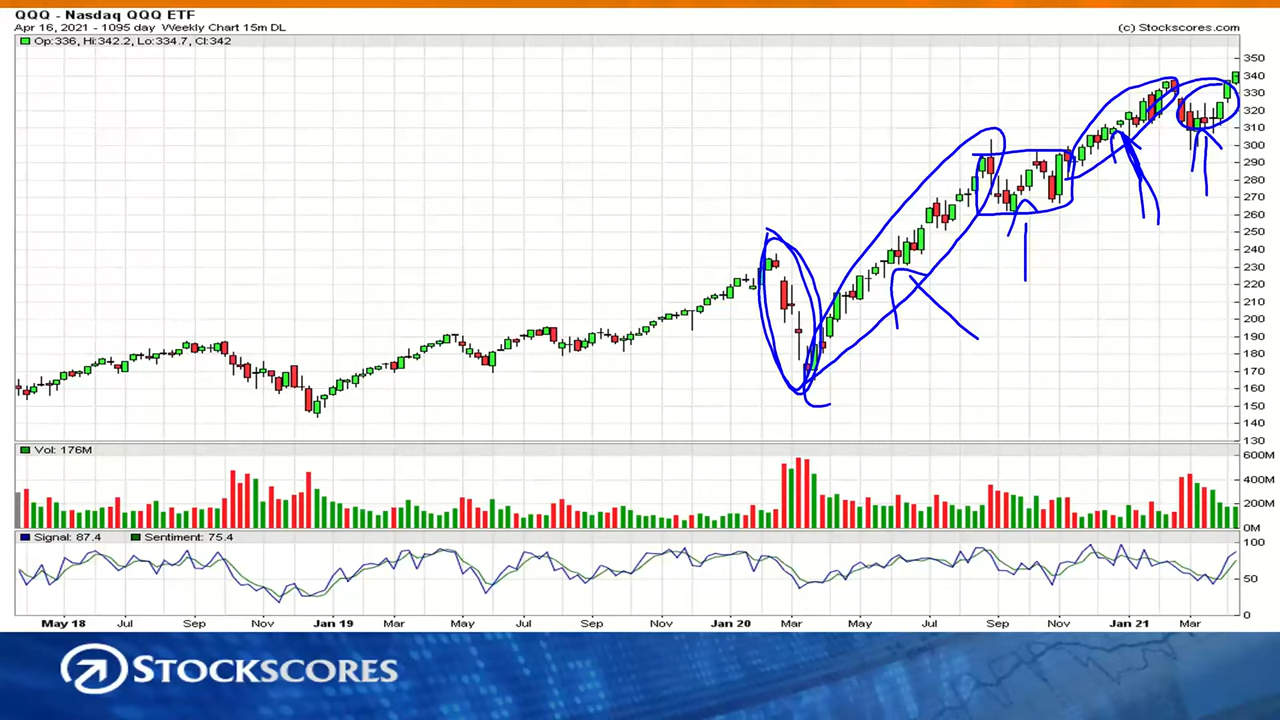 QQQ - Nasdaq QQQ ETF
Apr 16, 2021 - 1095 day Weekly Chart 15m DL
(c) Stockscores.com
Op:336, Hi:342.2, Lo:334.7, Cl:342
350
340
330
320
310
300
290
280
270
260
250
240
230
220
210
200
190
180
170
160
150
140
130
Vol: 176M
600M
400M
200M
0M
Signal: 87.4 Sentiment: 75.4
100
50
0
May 18 Jul Sep Nov Jan 19 Mar May Jul Sep Nov Jan 20 Mar May Jul Sep Nov Jan 21 Mar
STOCKSCORES